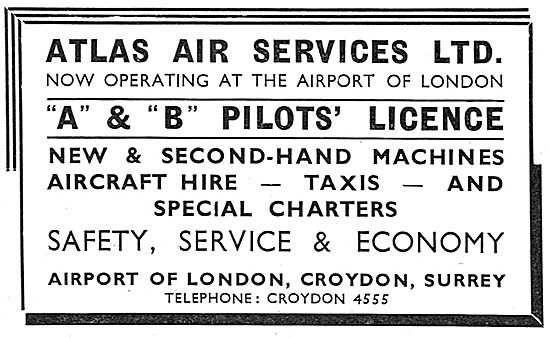 ATLAS AIR SERVICES LTD.
NOW OPERATING AT THE AIRPORT OF LONDON
"A" & "B" PILOTS' LICENCE
NEW & SECOND-HAND MACHINES
AIRCRAFT HIRE — TAXIS — AND
SPECIAL CHARTERS
SAFETY, SERVICE & ECONOMY
AIRPORT OF LONDON, CROYDON, SURREY
TELEPHONE: CROYDON 4555